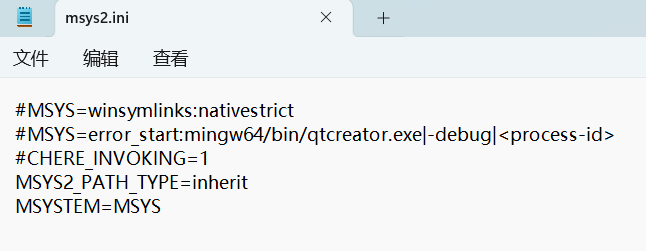 msys2.ini
文件 编辑 查看
#MSYS=winsymlinks:nativestrict
#MSYS=error_start:mingw64/bin/qtcreator.exe|-debug|<process-id>
#CHERE_INVOKING=1
MSYS2_PATH_TYPE=inherit
MSYSTEM=MSYS